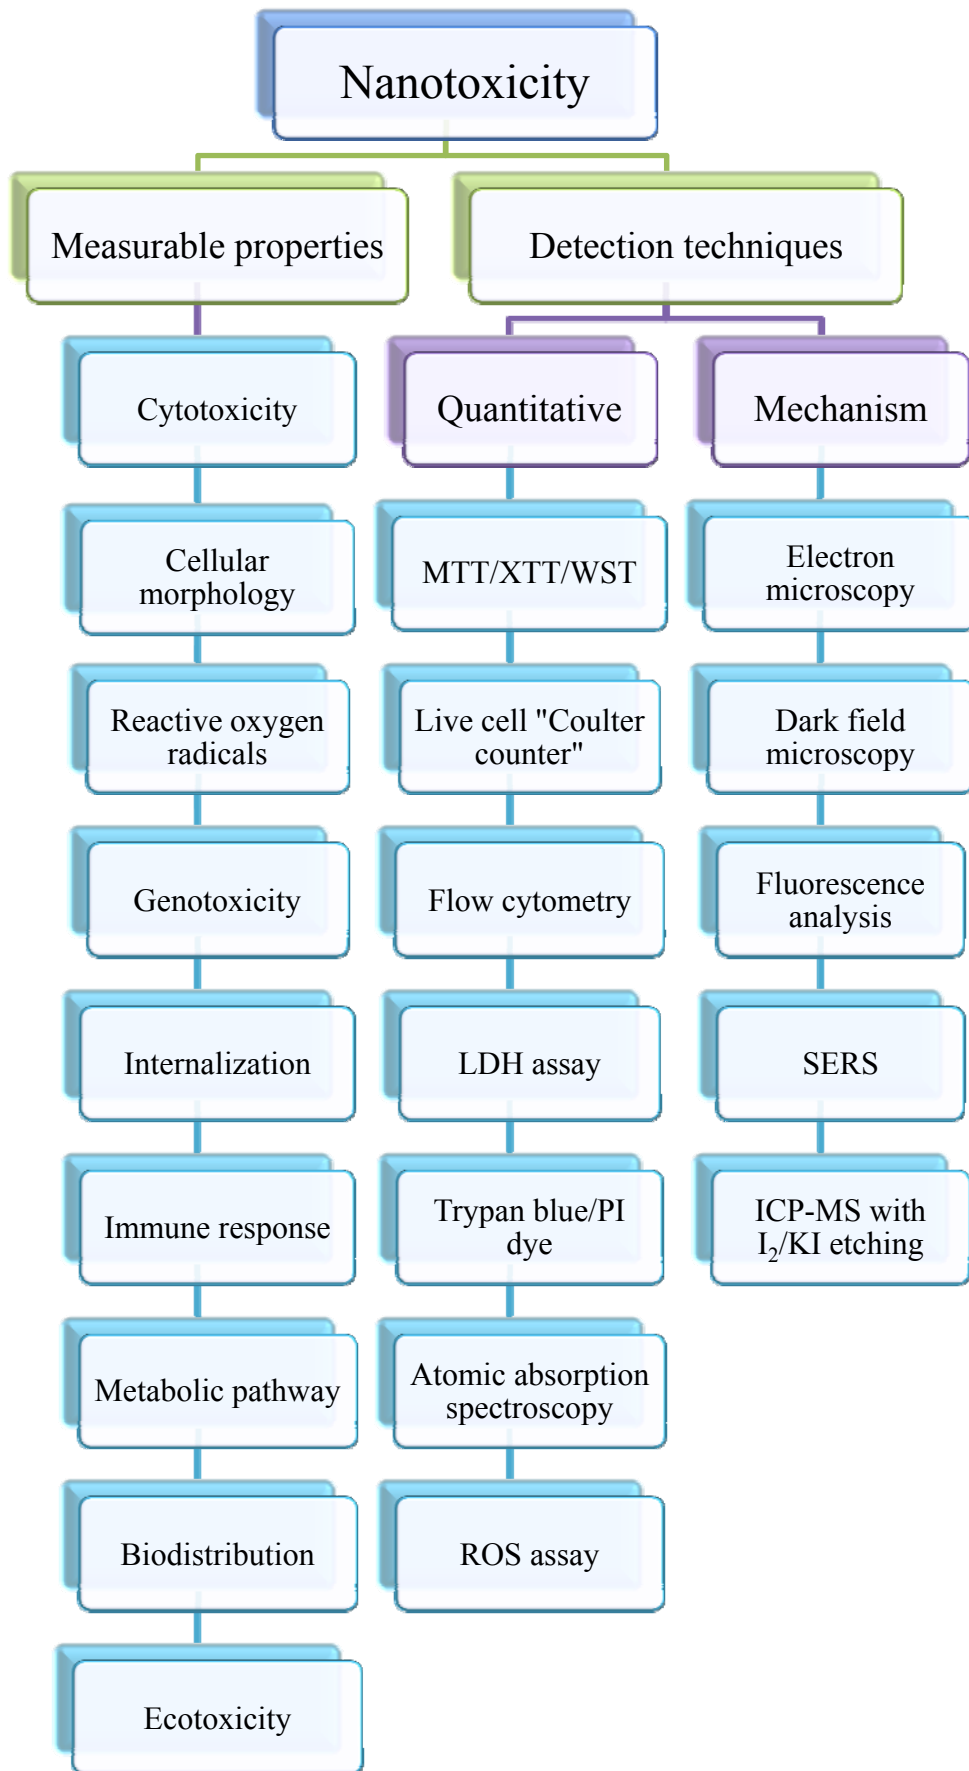 Nanotoxicity
Measurable properties
Detection techniques
Cytotoxicity
Quantitative
Mechanism
Cellular
morphology
MTT/XTT/WST
Electron
microscopy
Reactive oxygen
radicals
Live cell "Coulter
counter"
Dark field
microscopy
Genotoxicity
Flow cytometry
Fluorescence
analysis
Internalization
LDH assay
SERS
Immune response
Trypan blue/PI
dye
ICP-MS with
I₂/KI etching
Metabolic pathway
Atomic absorption
spectroscopy
Biodistribution
ROS assay
Ecotoxicity